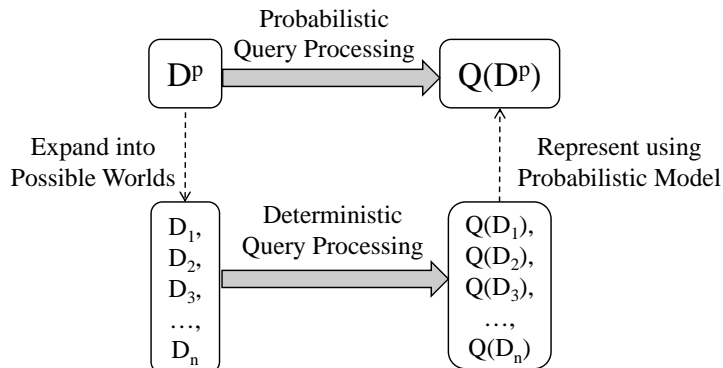 Probabilistic
Query Processing
Dᵖ
Q(Dᵖ)
Expand into
Possible Worlds
Represent using
Probabilistic Model
Deterministic
Query Processing
D₁,
D₂,
D₃,
...,
Dₙ
Q(D₁),
Q(D₂),
Q(D₃),
...,
Q(Dₙ)